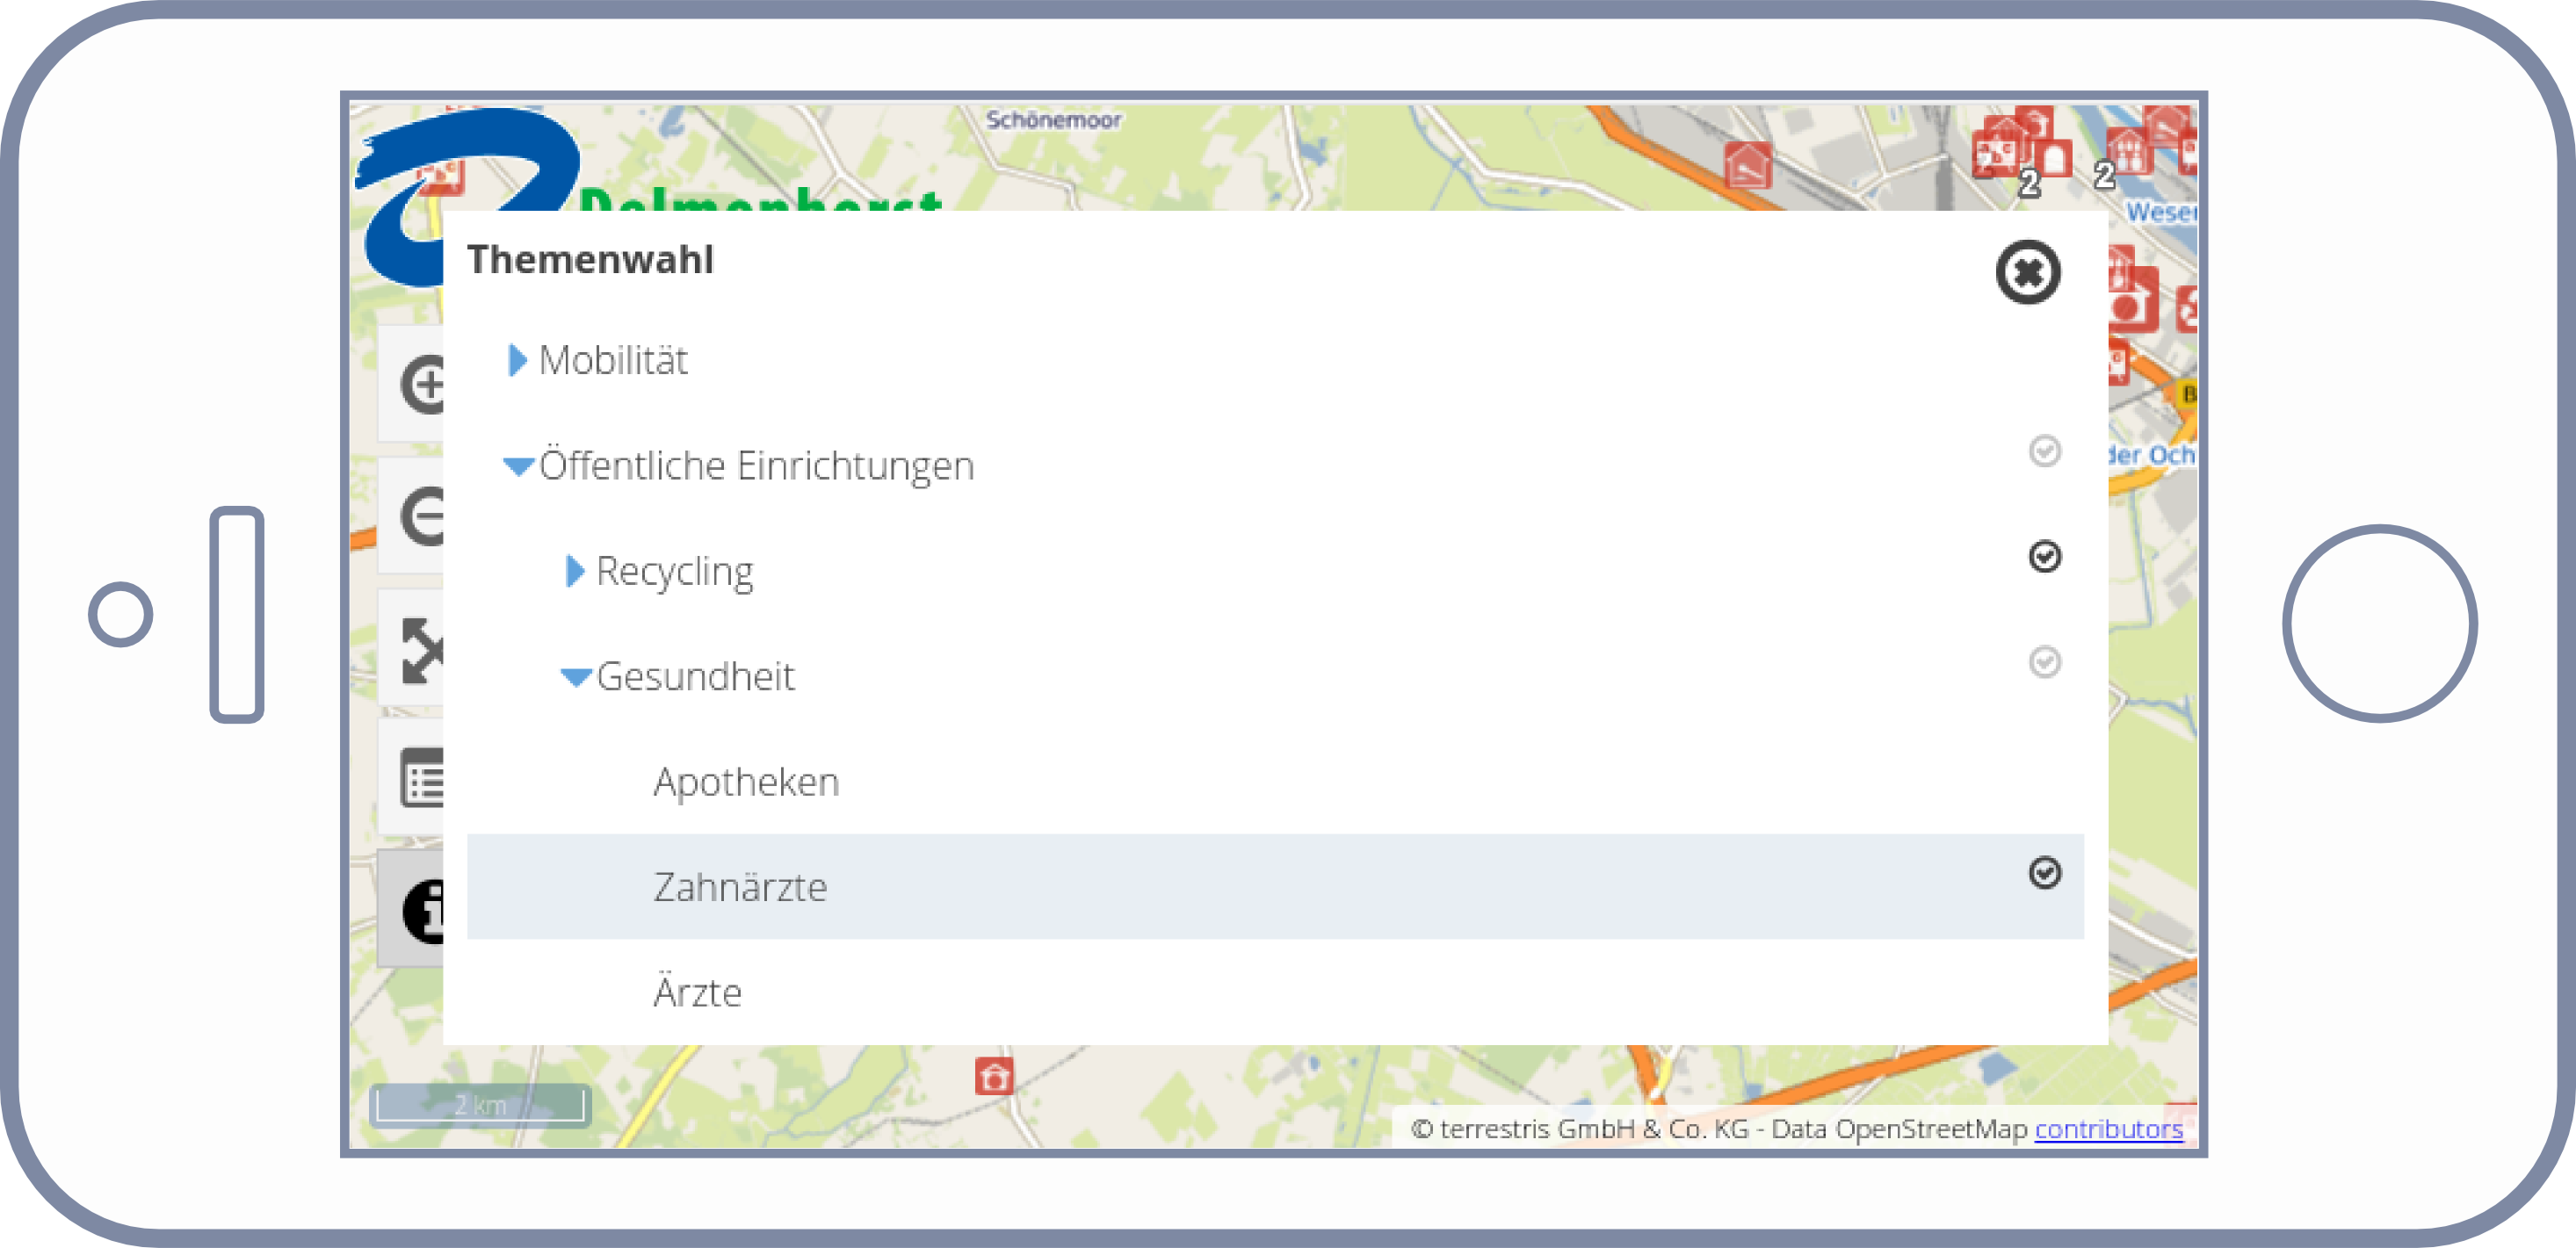 Schönemoor
2
2
Delmenhorst
Themenwahl
Mobilität
Öffentliche Einrichtungen
Recycling
Gesundheit
Apotheken
Zahnärzte
Ärzte
der Och
B
2 km
© terrestris GmbH & Co. KG - Data OpenStreetMap contributors